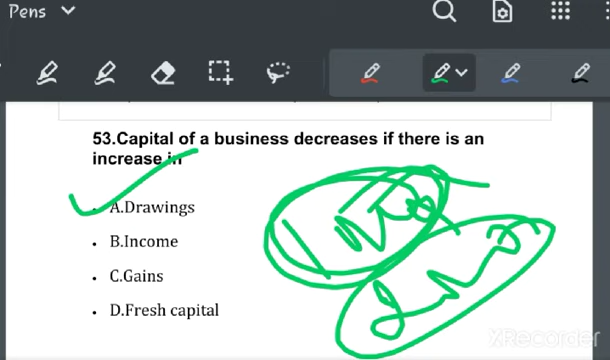 Pens
53.Capital of a business decreases if there is an
increase in
A.Drawings
B.Income
C.Gains
D.Fresh capital
XRecorder